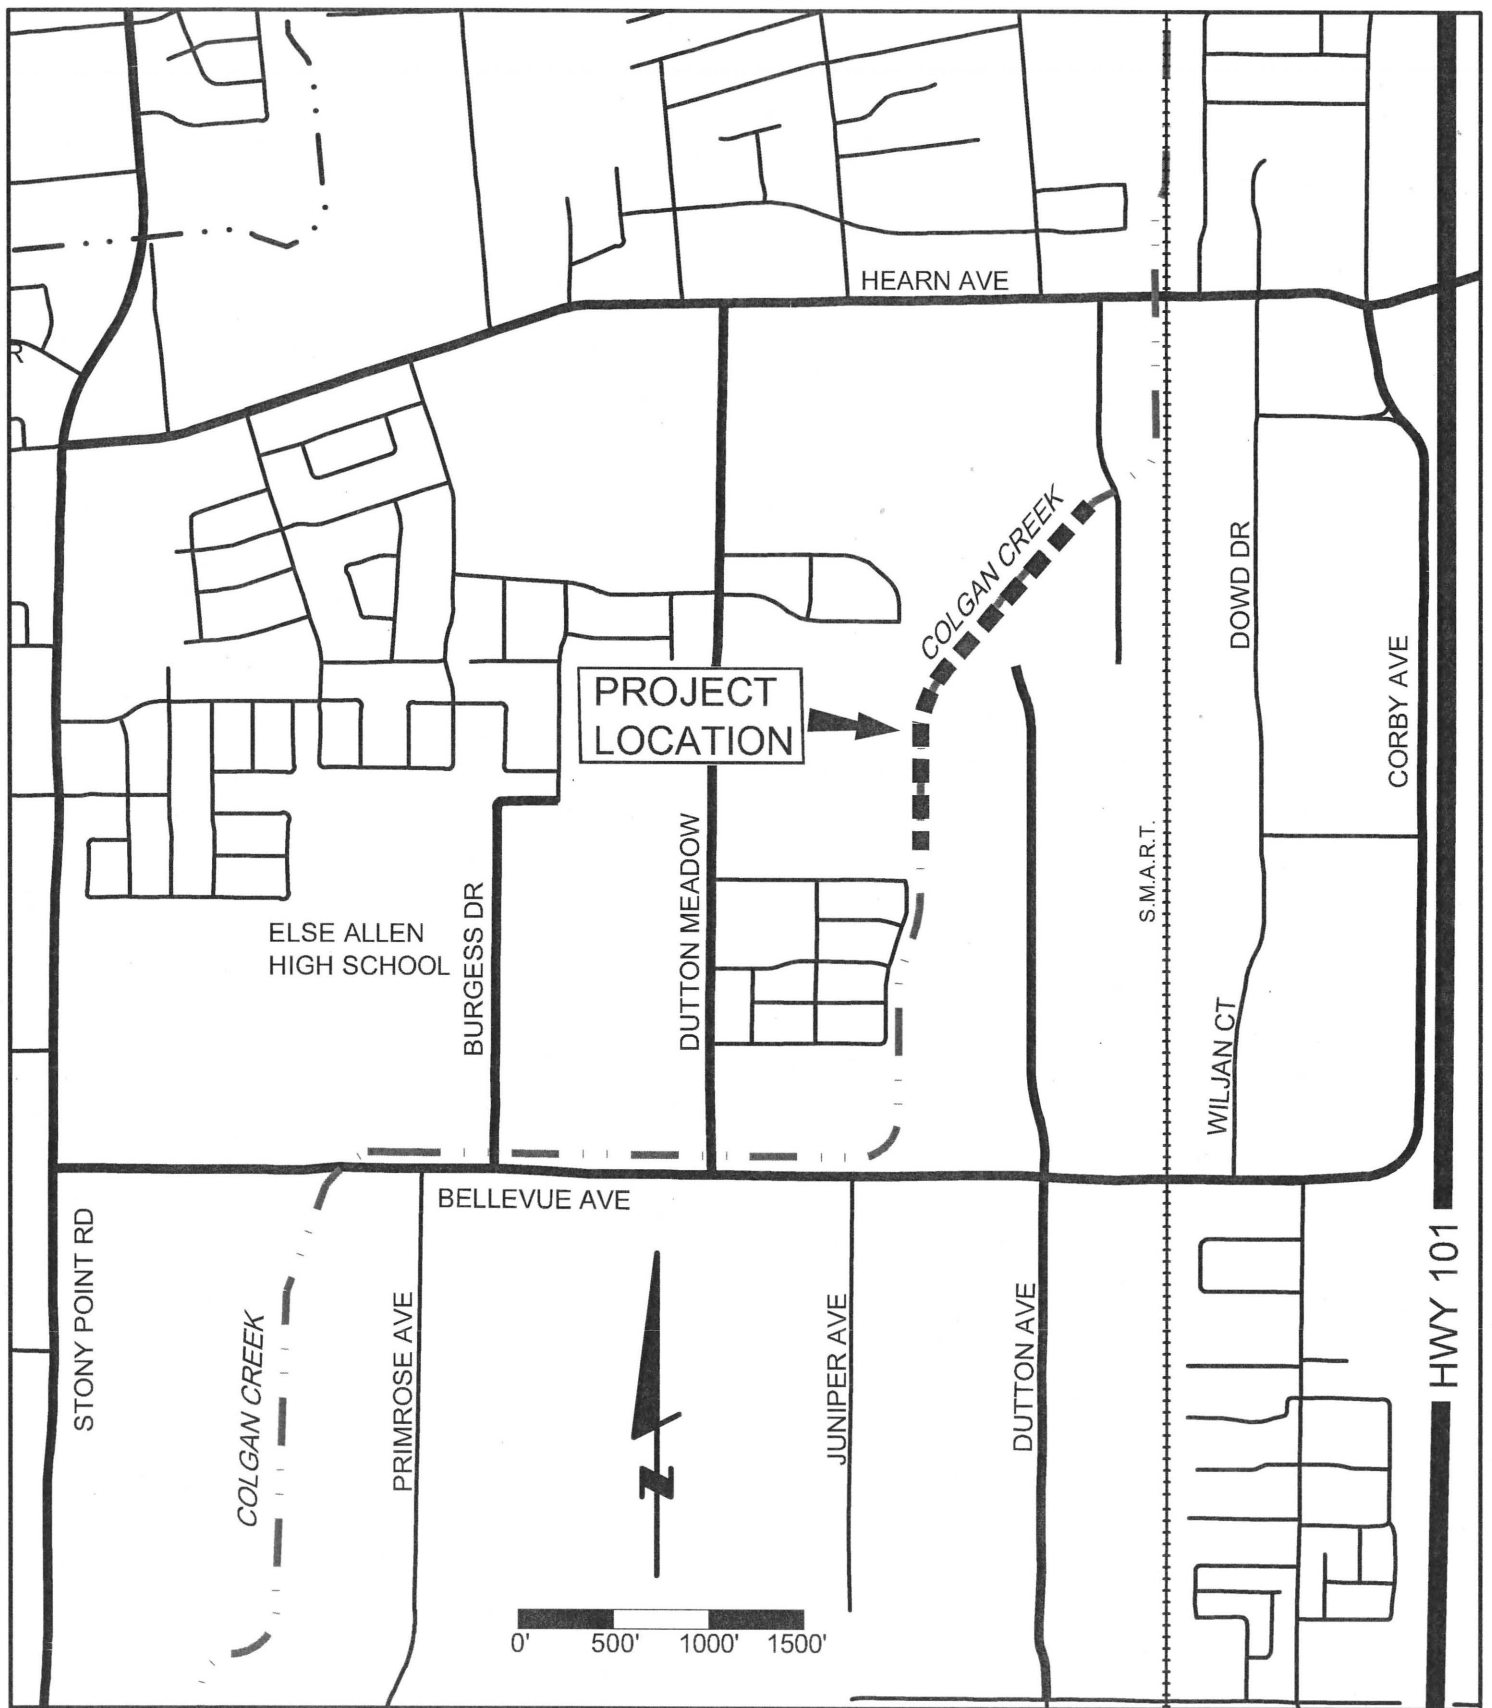 HEARN AVE
R
COLGAN CREEK
DOWD DR
CORBY AVE
PROJECT
LOCATION
S.M.A.R.T.
DUTTON MEADOW
BURGESS DR
ELSE ALLEN
HIGH SCHOOL
WILJAN CT
BELLEVUE AVE
STONY POINT RD
COLGAN CREEK
PRIMROSE AVE
N
JUNIPER AVE
DUTTON AVE
HWY 101
0' 500' 1000' 1500'